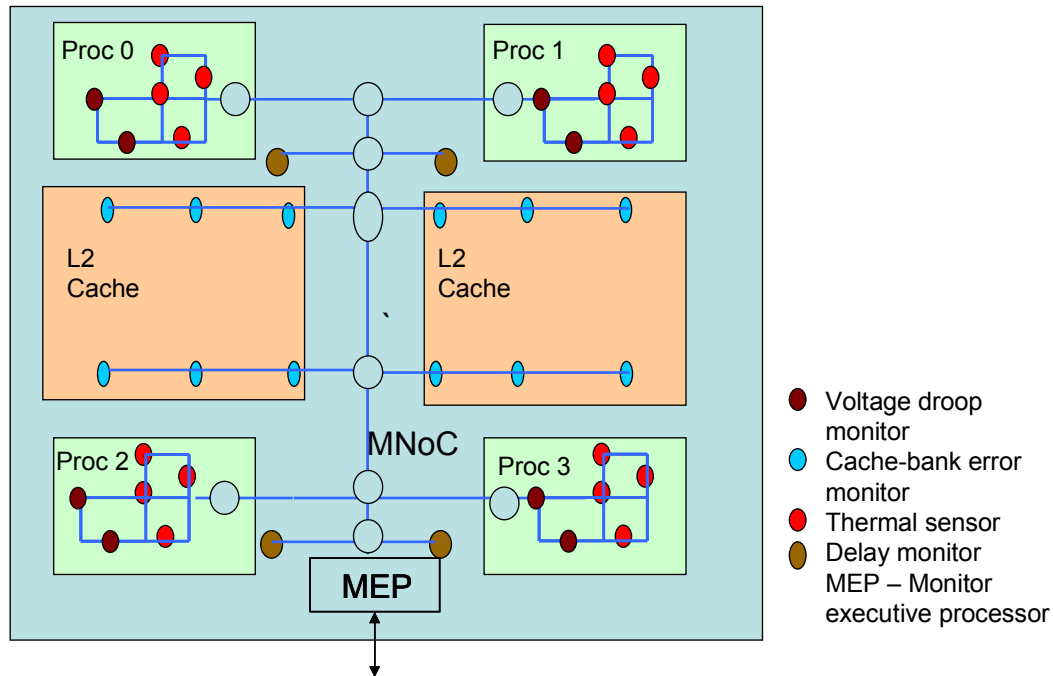 Proc 0
Proc 1
L2
Cache
L2
Cache
`
MNoC
Proc 2
Proc 3
MEP
Voltage droop
monitor
Cache-bank error
monitor
Thermal sensor
Delay monitor
MEP – Monitor
executive processor